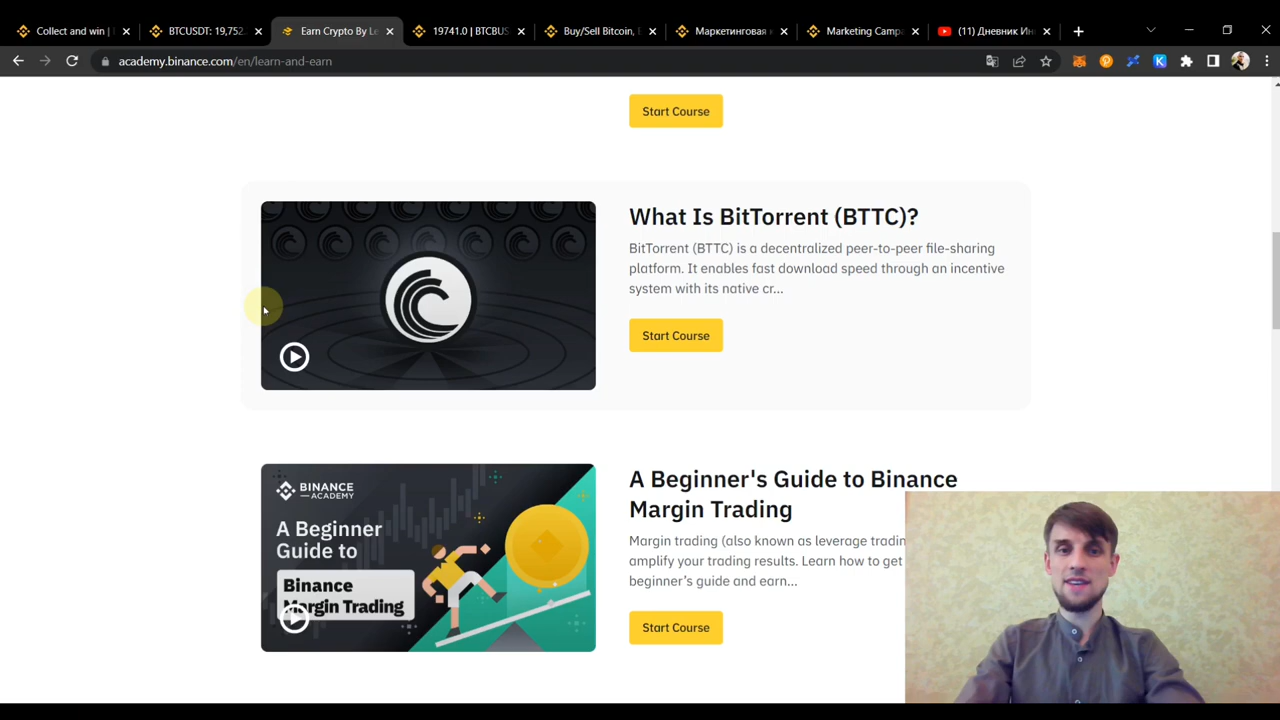 Collect and win |
BTCUSDT: 19,752.
Earn Crypto By Le
19741.0 | BTCBUS
Buy/Sell Bitcoin, E
Маркетинговая к
Marketing Camp
(11) Дневник Ин
academy.binance.com/en/learn-and-earn
Start Course
What Is BitTorrent (BTTC)?
BitTorrent (BTTC) is a decentralized peer-to-peer file-sharing
platform. It enables fast download speed through an incentive
system with its native cr...
Start Course
BINANCE
ACADEMY
A Beginner
Guide to
Binance
Margin Trading
A Beginner's Guide to Binance
Margin Trading
Margin trading (also known as leverage tradin
amplify your trading results. Learn how to get
beginner's guide and earn...
Start Course